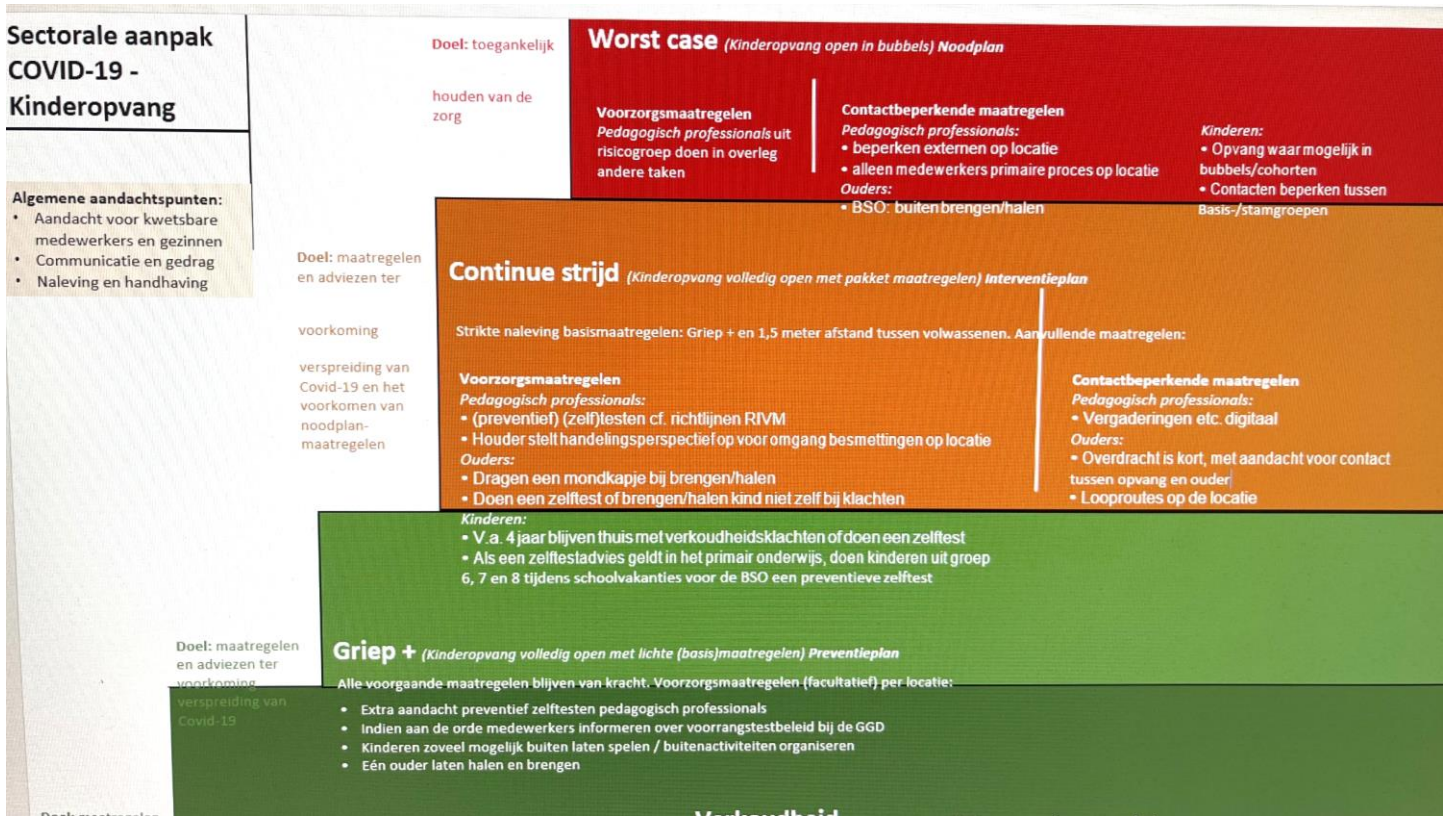 Sectorale aanpak
COVID-19 -
Kinderopvang
Algemene aandachtspunten:
• Aandacht voor kwetsbare
medewerkers en gezinnen
• Communicatie en gedrag
• Naleving en handhaving
Doel: toegankelijk
houden van de
zorg
Worst case (Kinderopvang open in bubbels) Noodplan
Voorzorgsmaatregelen
Pedagogisch professionals uit
risicogroep doen in overleg
andere taken
Contactbeperkende maatregelen
Pedagogisch professionals:
• beperken externen op locatie
• alleen medewerkers primaire proces op locatie
Ouders:
• BSO: buiten brengen/halen
Kinderen:
• Opvang waar mogelijk in
bubbels/cohorten
• Contacten beperken tussen
Basis-/stamgroepen
Doel: maatregelen
en adviezen ter
voorkoming
verspreiding van
Covid-19 en het
voorkomen van
noodplan-
maatregelen
Continue strijd (Kinderopvang volledig open met pakket maatregelen) Interventieplan
Strikte naleving basismaatregelen: Griep + en 1,5 meter afstand tussen volwassenen. Aanvullende maatregelen:
Voorzorgsmaatregelen
Pedagogisch professionals:
• (preventief) (zelf)testen cf. richtlijnen RIVM
• Houder stelt handelingsperspectief op voor omgang besmettingen op locatie
Ouders:
• Dragen een mondkapje bij brengen/halen
• Doen een zelftest of brengen/halen kind niet zelf bij klachten
Kinderen:
• V.a. 4 jaar blijven thuis met verkoudheidsklachten of doen een zelftest
• Als een zelftestadvies geldt in het primair onderwijs, doen kinderen uit groep
6, 7 en 8 tijdens schoolvakanties voor de BSO een preventieve zelftest
Contactbeperkende maatregelen
Pedagogisch professionals:
• Vergaderingen etc. digitaal
Ouders:
• Overdracht is kort, met aandacht voor contact
tussen opvang en ouder
• Looproutes op de locatie
Doel: maatregelen
en adviezen ter
voorkoming
verspreiding van
Covid-19
Griep + (Kinderopvang volledig open met lichte (basis)maatregelen) Preventieplan
Alle voorgaande maatregelen blijven van kracht. Voorzorgsmaatregelen (facultatief) per locatie:
• Extra aandacht preventief zelftesten pedagogisch professionals
• Indien aan de orde medewerkers informeren over voorrangstestbeleid bij de GGD
• Kinderen zoveel mogelijk buiten laten spelen / buitenactiviteiten organiseren
• Eén ouder laten halen en brengen
Verkoudheid